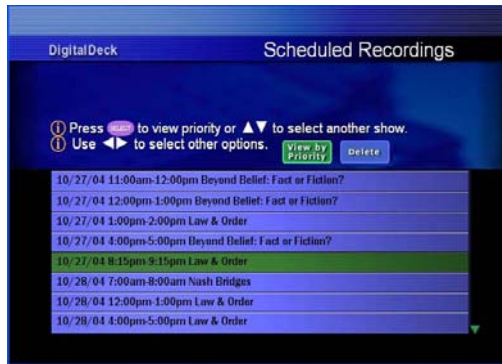 DigitalDeck
Scheduled Recordings
Press SELECT to view priority or ▲▼ to select another show.
Use ◄► to select other options.
View by
Priority
Delete
10/27/04 11:00am-12:00pm Beyond Belief: Fact or Fiction?
10/27/04 12:00pm-1:00pm Beyond Belief: Fact or Fiction?
10/27/04 1:00pm-2:00pm Law & Order
10/27/04 4:00pm-5:00pm Beyond Belief: Fact or Fiction?
10/27/04 8:15pm-9:15pm Law & Order
10/28/04 7:00am-8:00am Nash Bridges
10/28/04 12:00pm-1:00pm Law & Order
10/28/04 4:00pm-5:00pm Law & Order